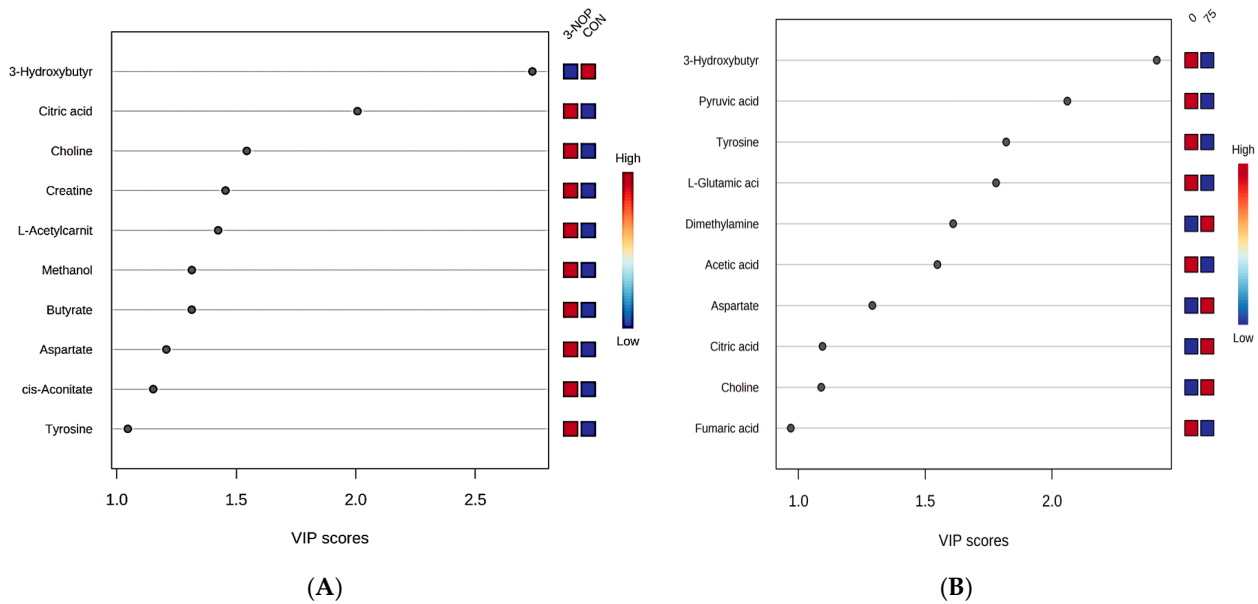 3-NOP
CON
3-Hydroxybutyr
Citric acid
Choline
Creatine
L-Acetylcarnit
Methanol
Butyrate
Aspartate
cis-Aconitate
Tyrosine
High
Low
1.0 1.5 2.0 2.5
VIP scores
(A)
0 75
3-Hydroxybutyr
Pyruvic acid
Tyrosine
L-Glutamic aci
Dimethylamine
Acetic acid
Aspartate
Citric acid
Choline
Fumaric acid
High
Low
1.0 1.5 2.0
VIP scores
(B)